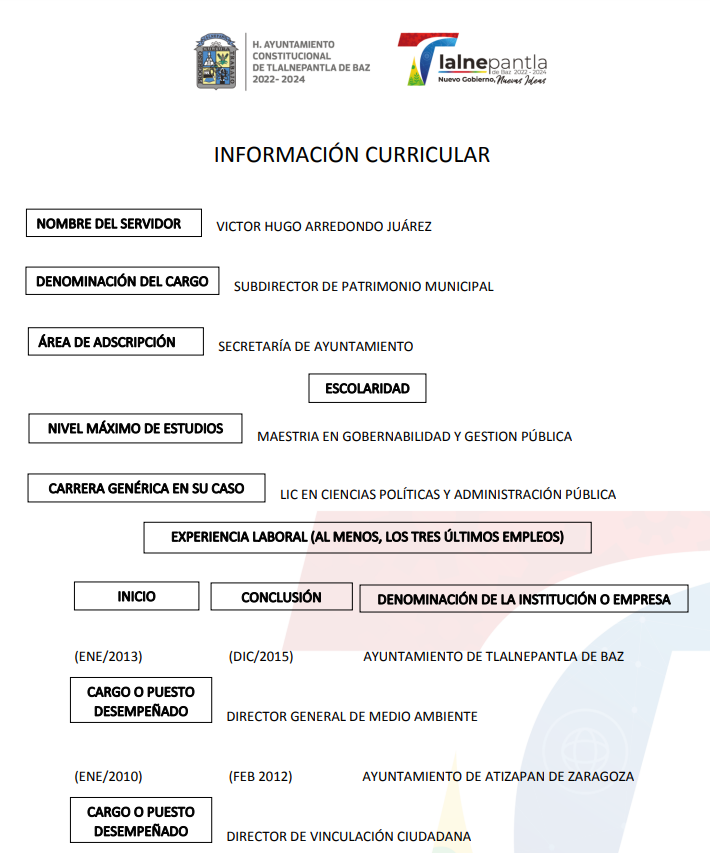 H. AYUNTAMIENTO
CONSTITUCIONAL
DE TLALNEPANTLA DE BAZ
2022- 2024
Tlalnepantla
de Baz 2022 - 2024
Nuevo Gobierno, Nuevas Ideas
INFORMACIÓN CURRICULAR
NOMBRE DEL SERVIDOR VICTOR HUGO ARREDONDO JUÁREZ
DENOMINACIÓN DEL CARGO SUBDIRECTOR DE PATRIMONIO MUNICIPAL
ÁREA DE ADSCRIPCIÓN SECRETARÍA DE AYUNTAMIENTO
ESCOLARIDAD
NIVEL MÁXIMO DE ESTUDIOS MAESTRIA EN GOBERNABILIDAD Y GESTION PÚBLICA
CARRERA GENÉRICA EN SU CASO LIC EN CIENCIAS POLÍTICAS Y ADMINISTRACIÓN PÚBLICA
EXPERIENCIA LABORAL (AL MENOS, LOS TRES ÚLTIMOS EMPLEOS)
INICIO CONCLUSIÓN DENOMINACIÓN DE LA INSTITUCIÓN O EMPRESA
(ENE/2013) (DIC/2015) AYUNTAMIENTO DE TLALNEPANTLA DE BAZ
CARGO O PUESTO
DESEMPEÑADO DIRECTOR GENERAL DE MEDIO AMBIENTE
(ENE/2010) (FEB 2012) AYUNTAMIENTO DE ATIZAPAN DE ZARAGOZA
CARGO O PUESTO
DESEMPEÑADO DIRECTOR DE VINCULACIÓN CIUDADANA